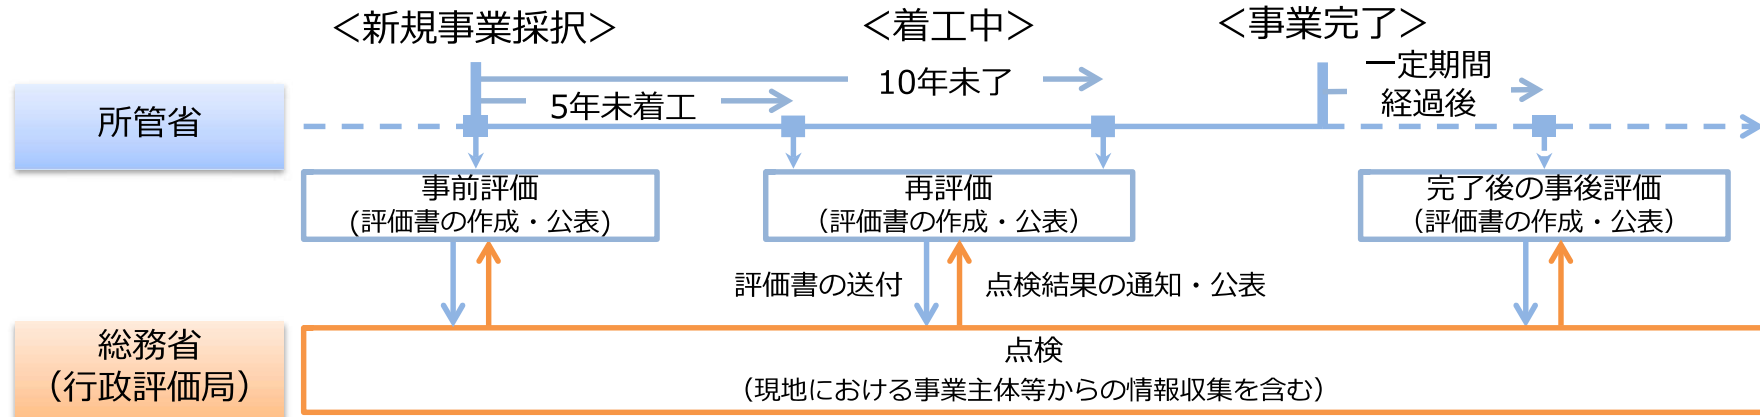 ＜新規事業採択＞
＜着工中＞
＜事業完了＞
所管省
10年未了
5年未着工
一定期間
経過後
事前評価
(評価書の作成・公表)
再評価
（評価書の作成・公表）
完了後の事後評価
（評価書の作成・公表）
評価書の送付
点検結果の通知・公表
総務省
（行政評価局）
点検
（現地における事業主体等からの情報収集を含む）